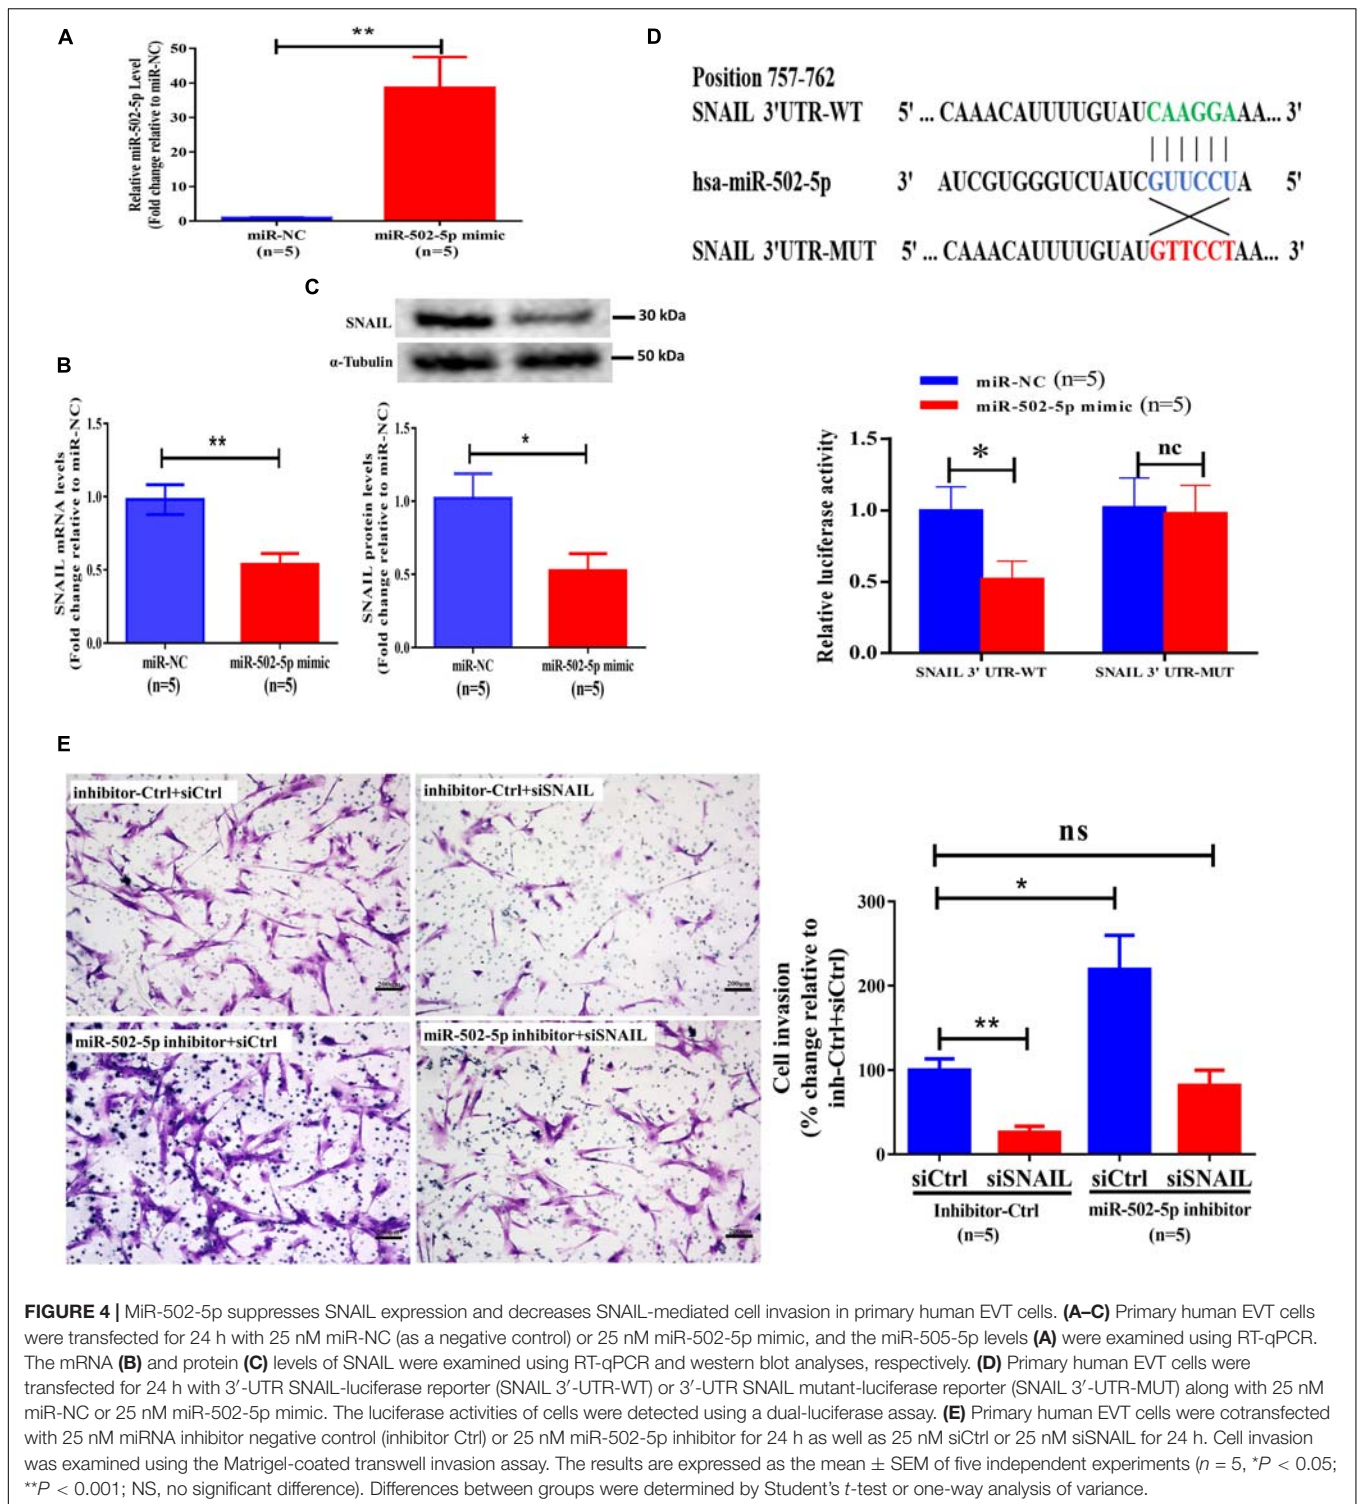 A
**
Relative miR-502-5p Level
(Fold change relative to miR-NC)
50
40
30
20
10
0
miR-NC
(n=5)
miR-502-5p mimic
(n=5)
D
Position 757-762
SNAIL 3'UTR-WT 5' ... CAAACAUUUUGUAUCAAGGAAA... 3'
hsa-miR-502-5p 3' AUCGUGGGUCUAUCGUUCCUA 5'
SNAIL 3'UTR-MUT 5' ... CAAACAUUUUGUAUGTTCCTAA... 3'
C
SNAIL
30 kDa
α-Tubulin
50 kDa
B
SNAIL mRNA levels
(Fold change relative to miR-NC)
1.5
1.0
0.5
0.0
**
miR-NC
(n=5)
miR-502-5p mimic
(n=5)
SNAIL protein levels
(Fold change relative to miR-NC)
1.5
1.0
0.5
0.0
*
miR-NC
(n=5)
miR-502-5p mimic
(n=5)
miR-NC (n=5)
miR-502-5p mimic (n=5)
Relative luciferase activity
1.5
1.0
0.5
0.0
*
nc
SNAIL 3' UTR-WT
SNAIL 3' UTR-MUT
E
inhibitor-Ctrl+siCtrl
200μm
inhibitor-Ctrl+siSNAIL
200μm
miR-502-5p inhibitor+siCtrl
miR-502-5p inhibitor+siSNAIL
Cell invasion
(% change relative to
inh-Ctrl+siCtrl)
300
200
100
0
ns
*
**
siCtrl siSNAIL siCtrl siSNAIL
Inhibitor-Ctrl miR-502-5p inhibitor
(n=5) (n=5)
FIGURE 4 | MiR-502-5p suppresses SNAIL expression and decreases SNAIL-mediated cell invasion in primary human EVT cells. (A–C) Primary human EVT cells
were transfected for 24 h with 25 nM miR-NC (as a negative control) or 25 nM miR-502-5p mimic, and the miR-505-5p levels (A) were examined using RT-qPCR.
The mRNA (B) and protein (C) levels of SNAIL were examined using RT-qPCR and western blot analyses, respectively. (D) Primary human EVT cells were
transfected for 24 h with 3′-UTR SNAIL-luciferase reporter (SNAIL 3′-UTR-WT) or 3′-UTR SNAIL mutant-luciferase reporter (SNAIL 3′-UTR-MUT) along with 25 nM
miR-NC or 25 nM miR-502-5p mimic. The luciferase activities of cells were detected using a dual-luciferase assay. (E) Primary human EVT cells were cotransfected
with 25 nM miRNA inhibitor negative control (inhibitor Ctrl) or 25 nM miR-502-5p inhibitor for 24 h as well as 25 nM siCtrl or 25 nM siSNAIL for 24 h. Cell invasion
was examined using the Matrigel-coated transwell invasion assay. The results are expressed as the mean ± SEM of five independent experiments (n = 5, *P < 0.05;
**P < 0.001; NS, no significant difference). Differences between groups were determined by Student's t-test or one-way analysis of variance.